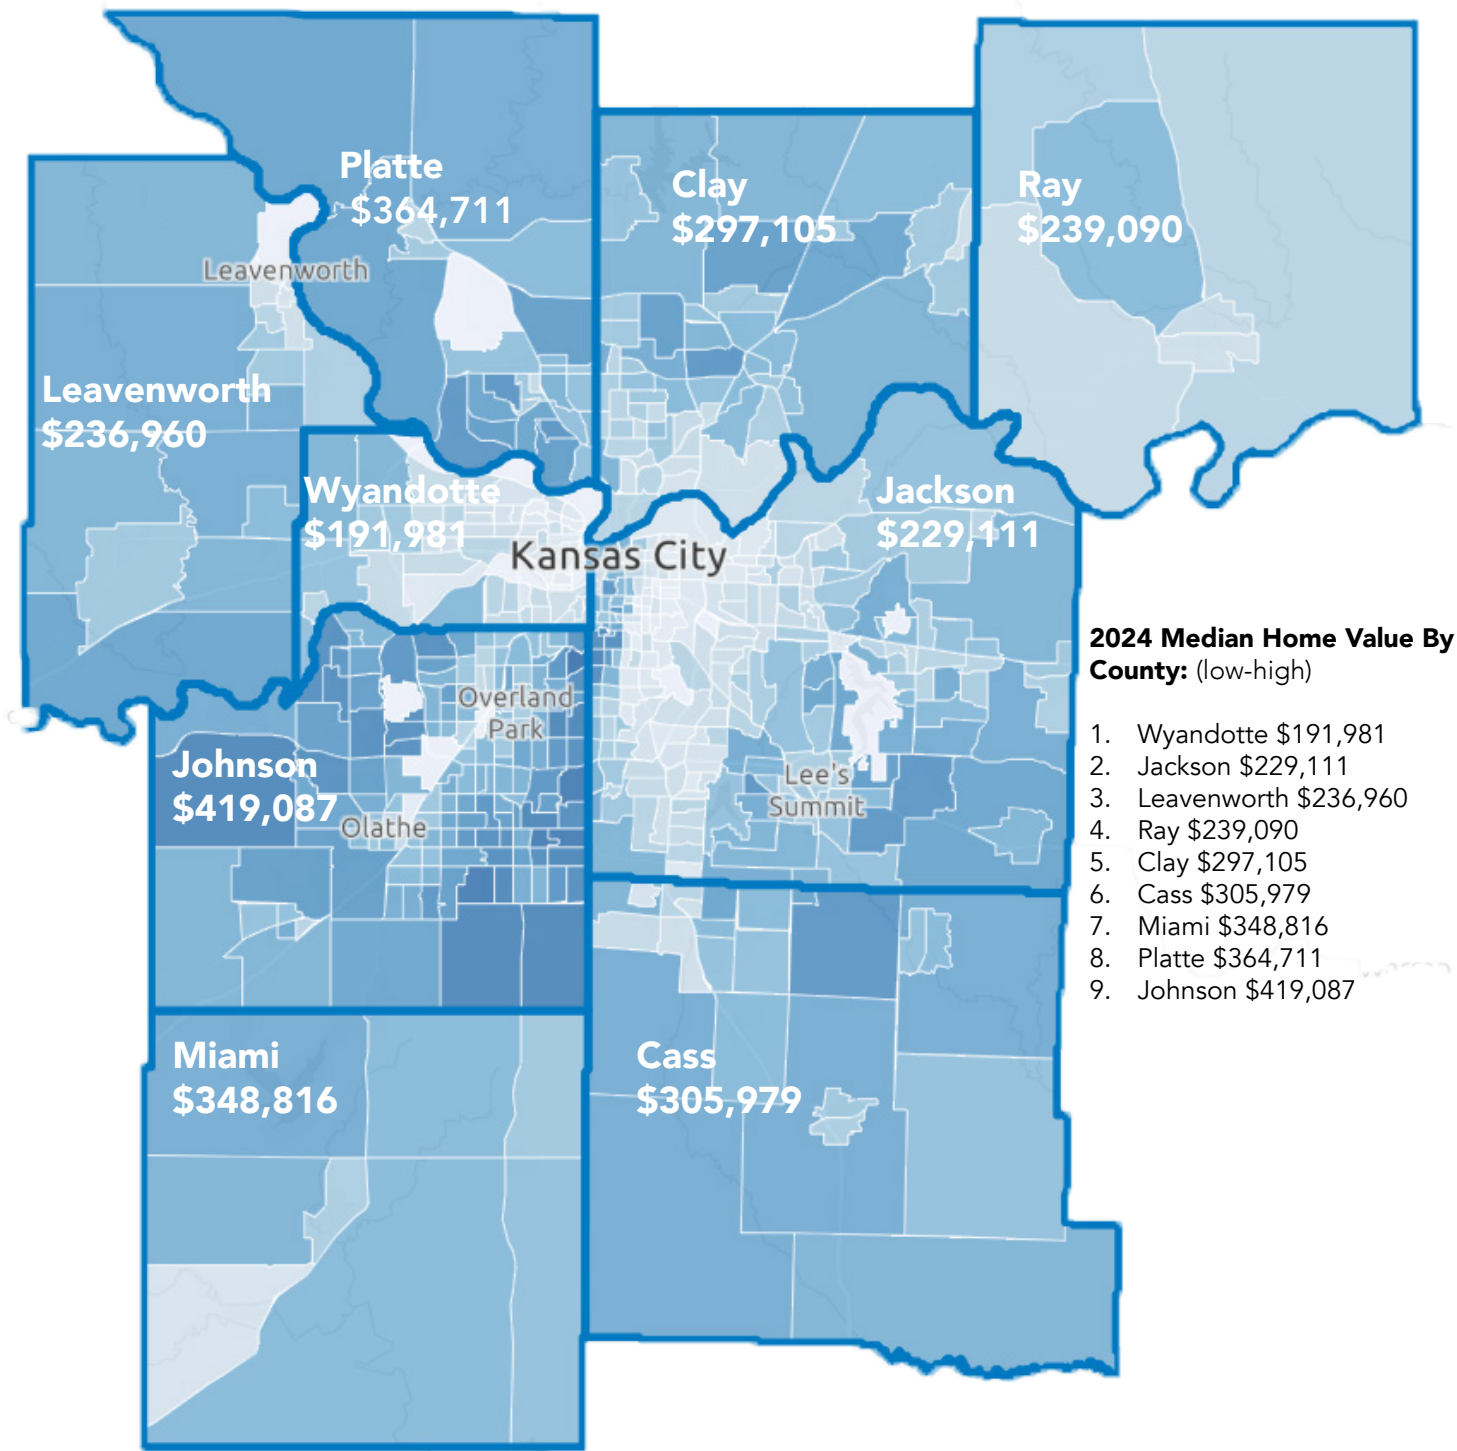 Platte
$364,711
Clay
$297,105
Ray
$239,090
Leavenworth
Leavenworth
$236,960
Wyandotte
$191,981
Jackson
$229,111
Kansas City
2024 Median Home Value By
County: (low-high)
1. Wyandotte $191,981
2. Jackson $229,111
3. Leavenworth $236,960
4. Ray $239,090
5. Clay $297,105
6. Cass $305,979
7. Miami $348,816
8. Platte $364,711
9. Johnson $419,087
Overland
Park
Johnson
$419,087
Olathe
Lee's
Summit
Miami
$348,816
Cass
$305,979